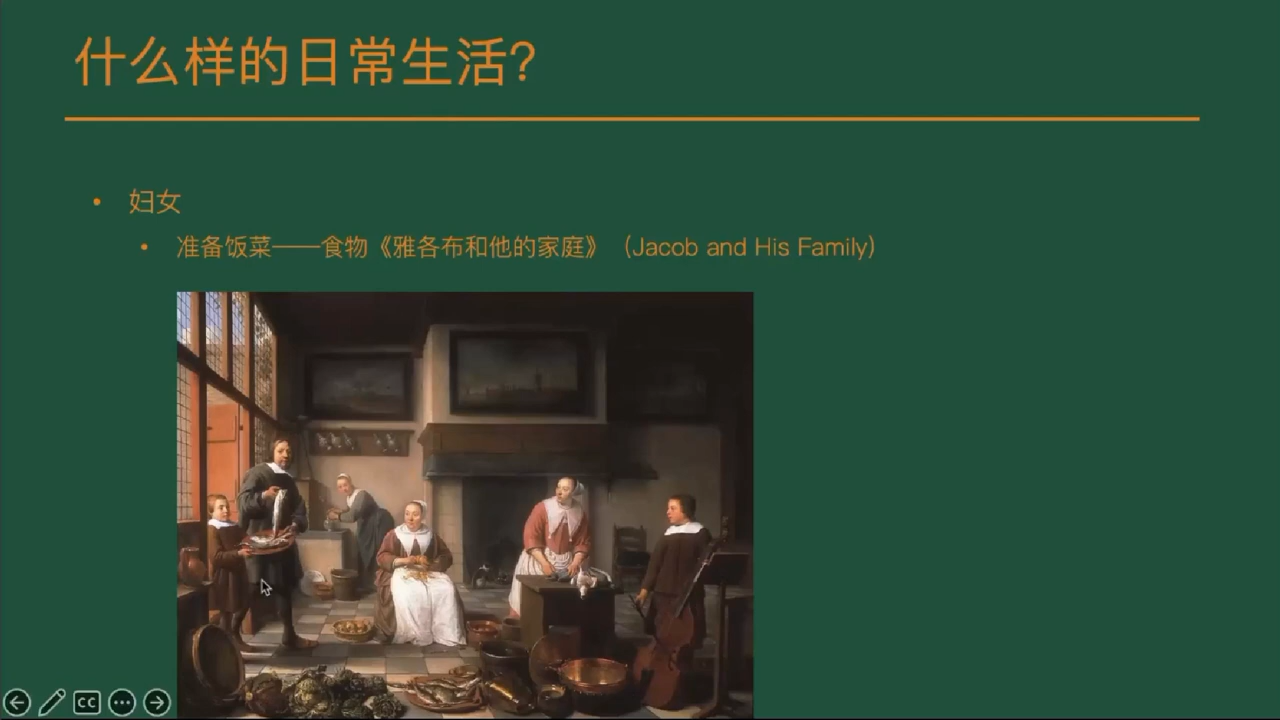 什么样的日常生活?
• 妇女
• 准备饭菜——食物《雅各布和他的家庭》（Jacob and His Family）
CC